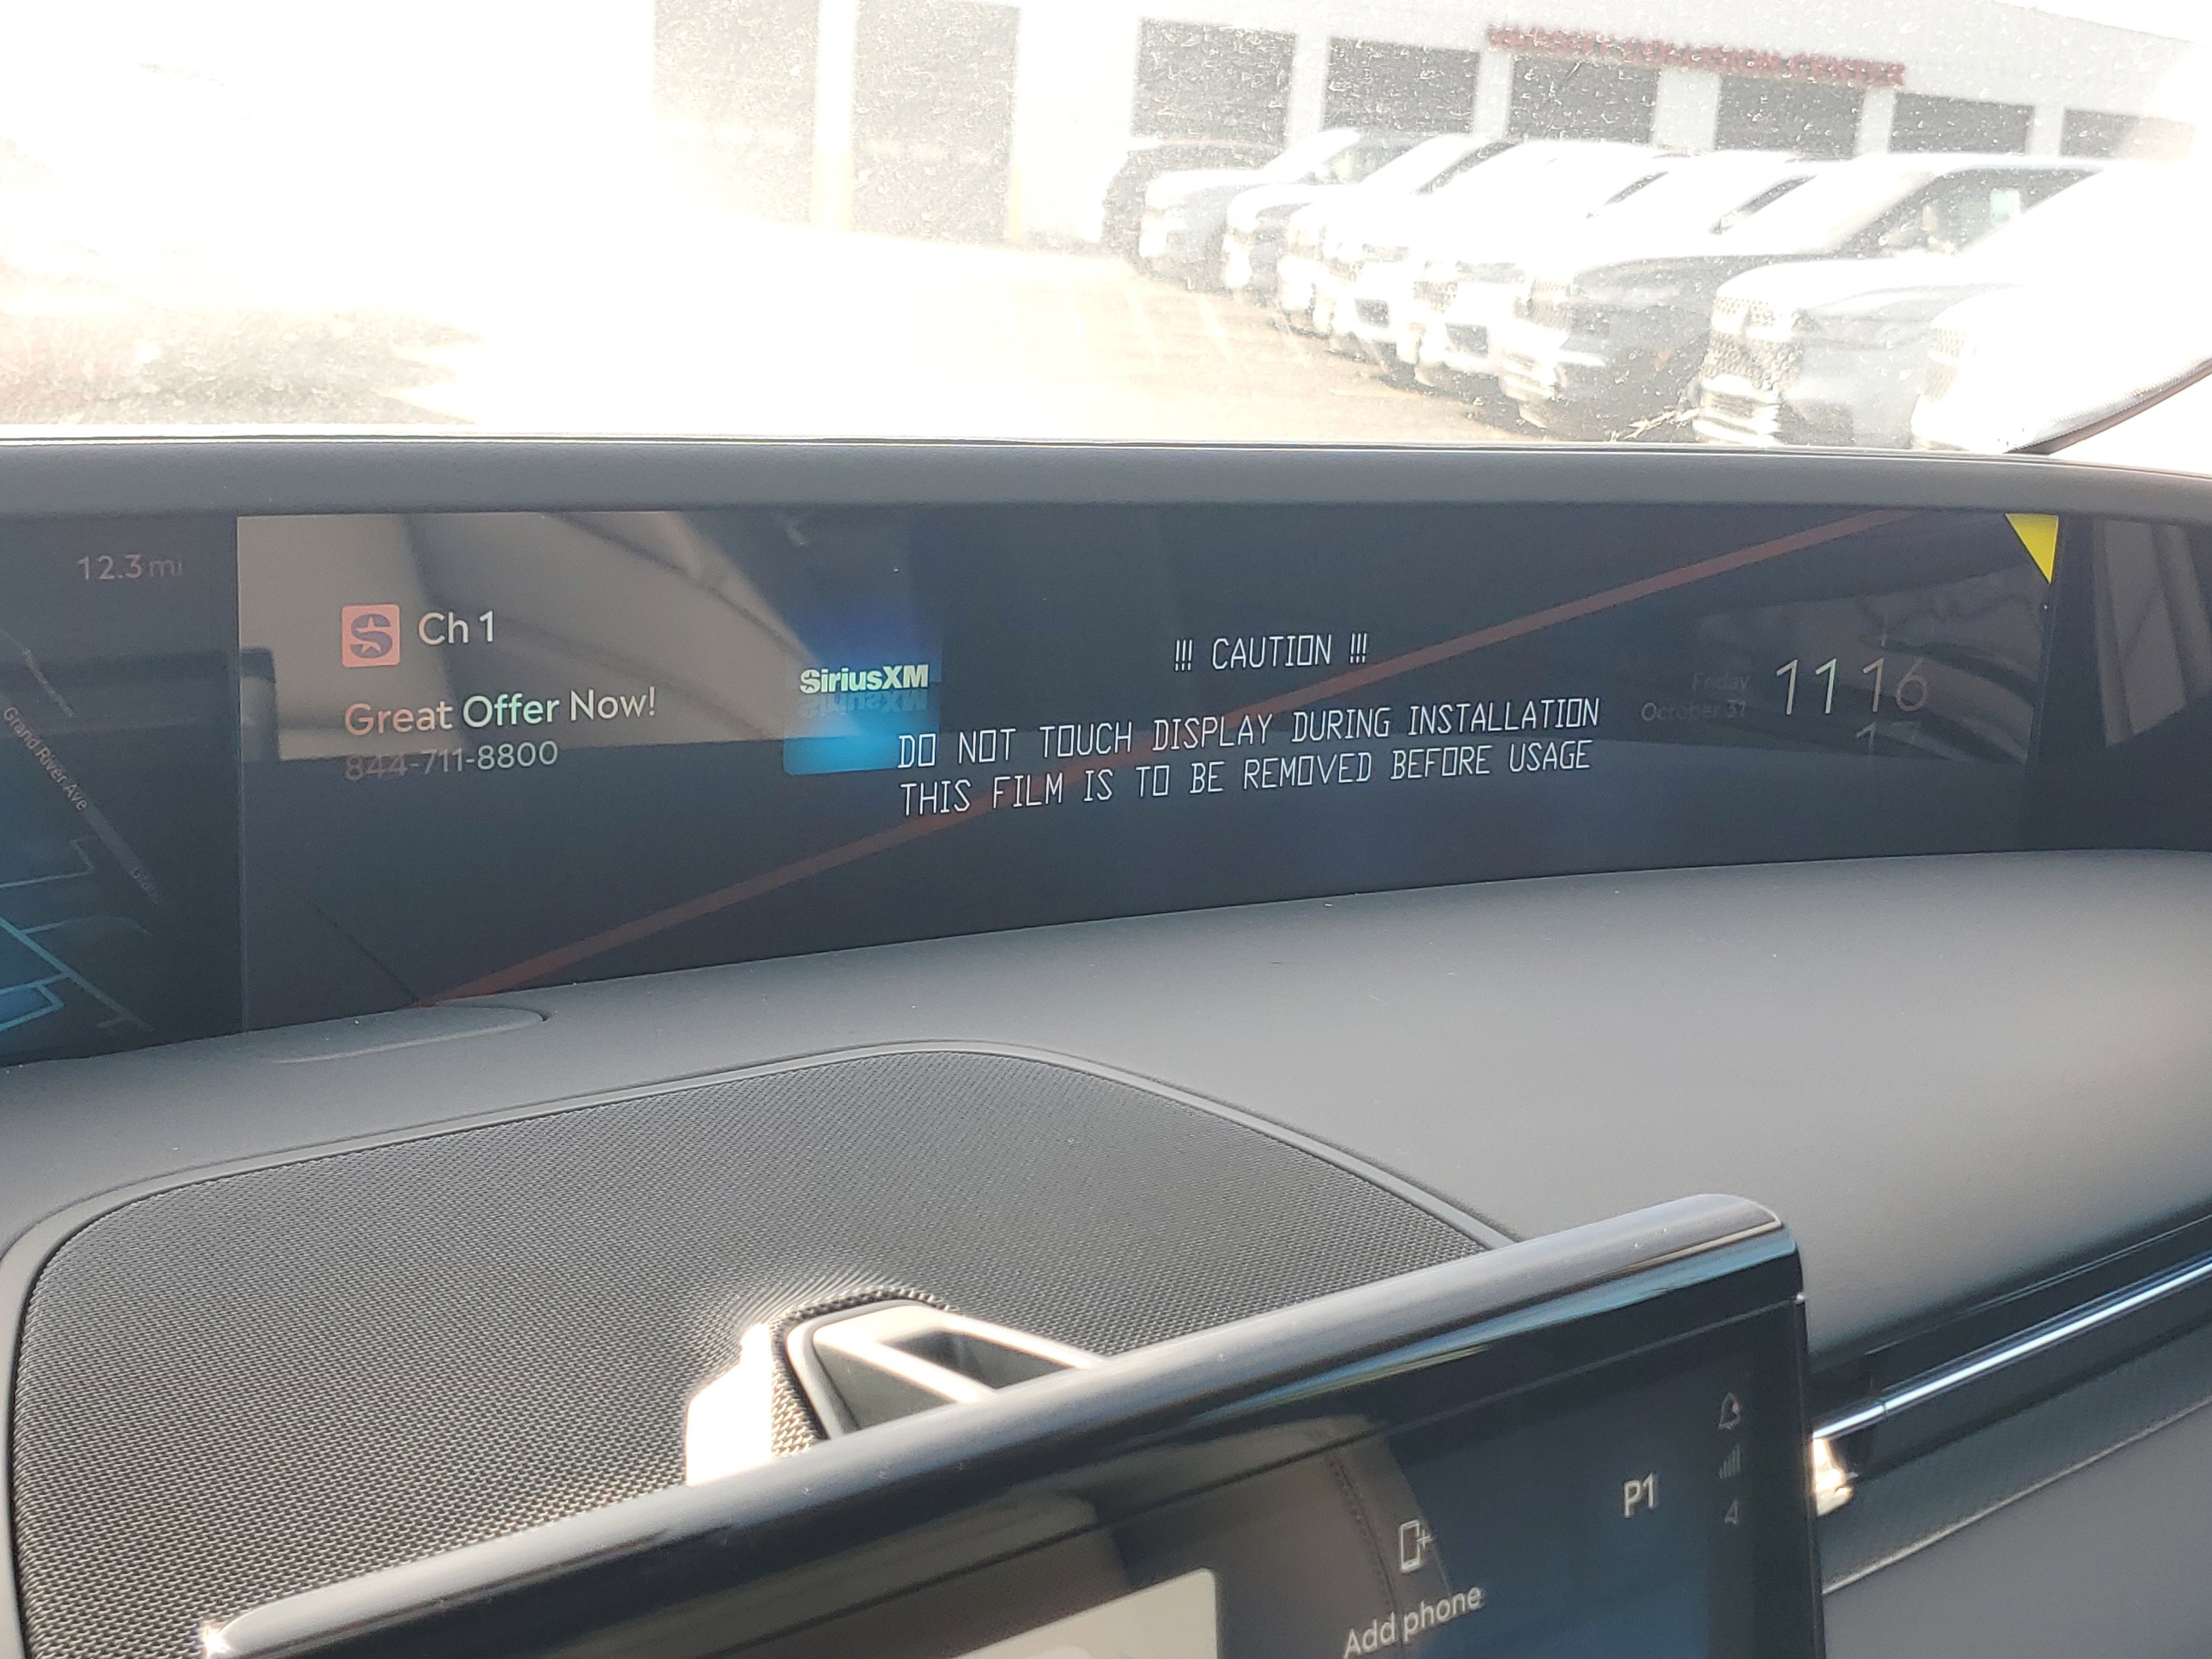 COLLISION CENTER
12.3 mi
Grand River Ave
Ch 1
Great Offer Now!
844-711-8800
SiriusXM
!!! CAUTION !!!
DO NOT TOUCH DISPLAY DURING INSTALLATION
THIS FILM IS TO BE REMOVED BEFORE USAGE
Friday
October 31
11 16
P1
Add phone